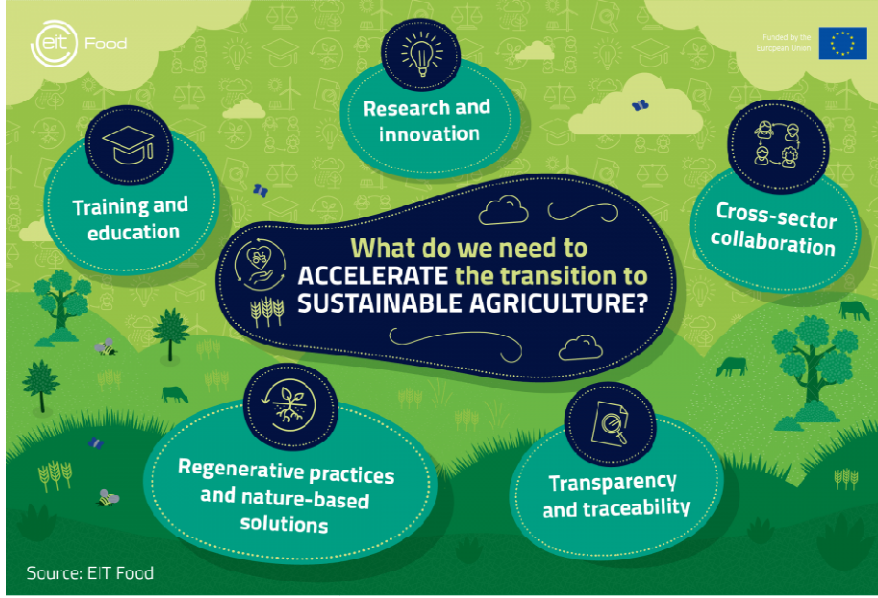 eit Food
Funded by the
European Union
Research and
innovation
Training and
education
Cross-sector
collaboration
What do we need to
ACCELERATE the transition to
SUSTAINABLE AGRICULTURE?
Regenerative practices
and nature-based
solutions
Transparency
and traceability
Source: EIT Food